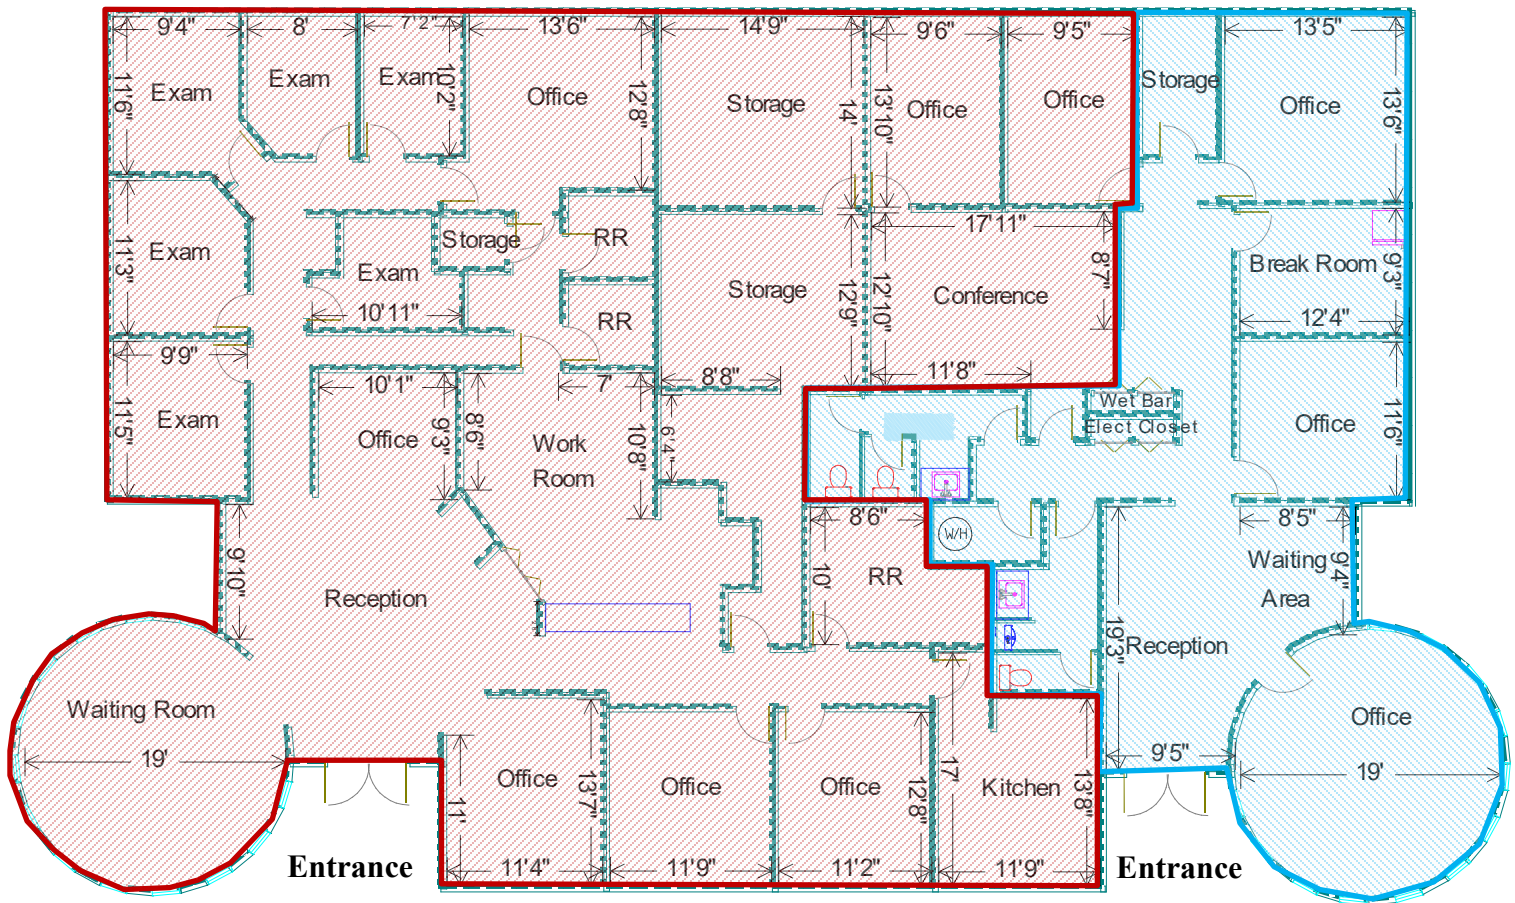 9'4"
8'
7'2"
13'6"
14'9"
9'6"
9'5"
13'5"
Exam
Exam
Exam
Office
Storage
Office
Office
Storage
Office
11'6"
10'2"
12'8"
14'
13'10"
13'6"
Exam
Storage
Exam
RR
Storage
17'11"
Conference
Break Room
11'3"
10'11"
RR
12'9"
12'10"
8'7"
9'3"
12'4"
9'9"
10'1"
7'
8'8"
11'8"
Wet Bar
Elect Closet
Exam
Office
Work
Room
Office
11'5"
9'3"
8'6"
10'8"
6'4"
11'6"
8'6"
8'5"
W/H
Waiting
Area
9'4"
9'10"
Reception
10'
RR
19'3"
Reception
Waiting Room
19'
Office
Office
Office
Kitchen
9'5"
Office
19'
11'
13'7"
12'8"
17'
13'8"
11'4"
11'9"
11'2"
11'9"
Entrance
Entrance